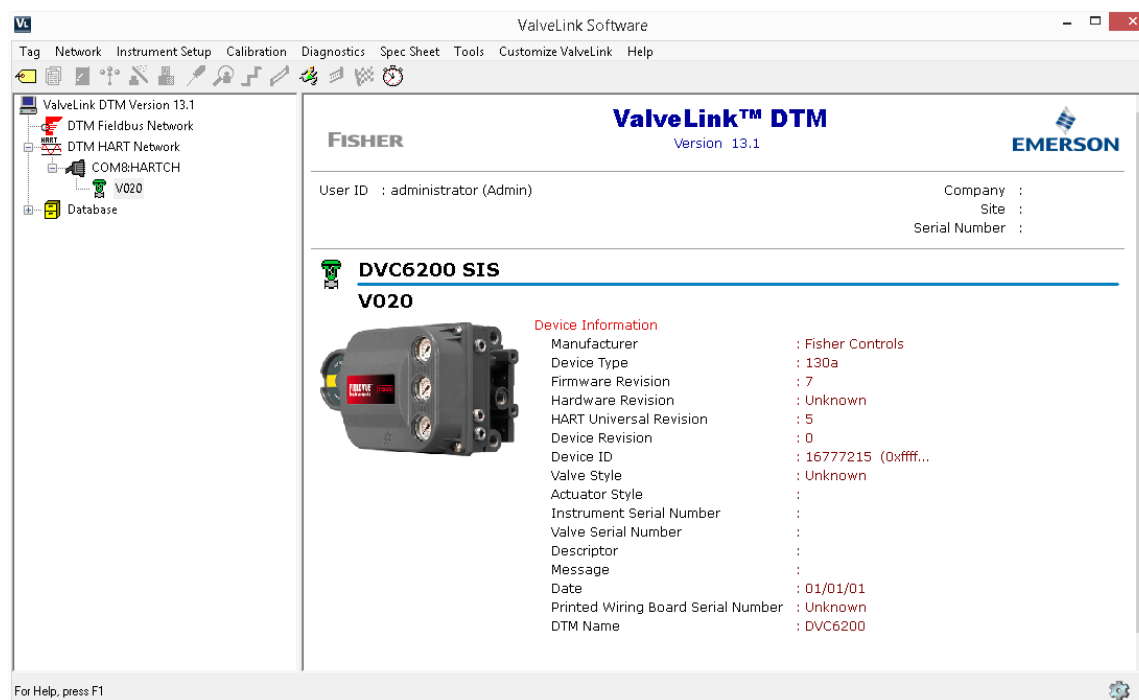 VL
ValveLink Software
Tag Network Instrument Setup Calibration Diagnostics Spec Sheet Tools Customize ValveLink Help
ValveLink DTM Version 13.1
DTM Fieldbus Network
HART
DTM HART Network
COM8:HARTCH
V020
Database
FISHER
ValveLink™ DTM
Version 13.1
EMERSON
User ID : administrator (Admin)
Company :
Site :
Serial Number :
DVC6200 SIS
V020
FIELDVUE
Device Information
Manufacturer : Fisher Controls
Device Type : 130a
Firmware Revision : 7
Hardware Revision : Unknown
HART Universal Revision : 5
Device Revision : 0
Device ID : 16777215 (0xffff...
Valve Style : Unknown
Actuator Style :
Instrument Serial Number :
Valve Serial Number :
Descriptor :
Message :
Date : 01/01/01
Printed Wiring Board Serial Number : Unknown
DTM Name : DVC6200
For Help, press F1